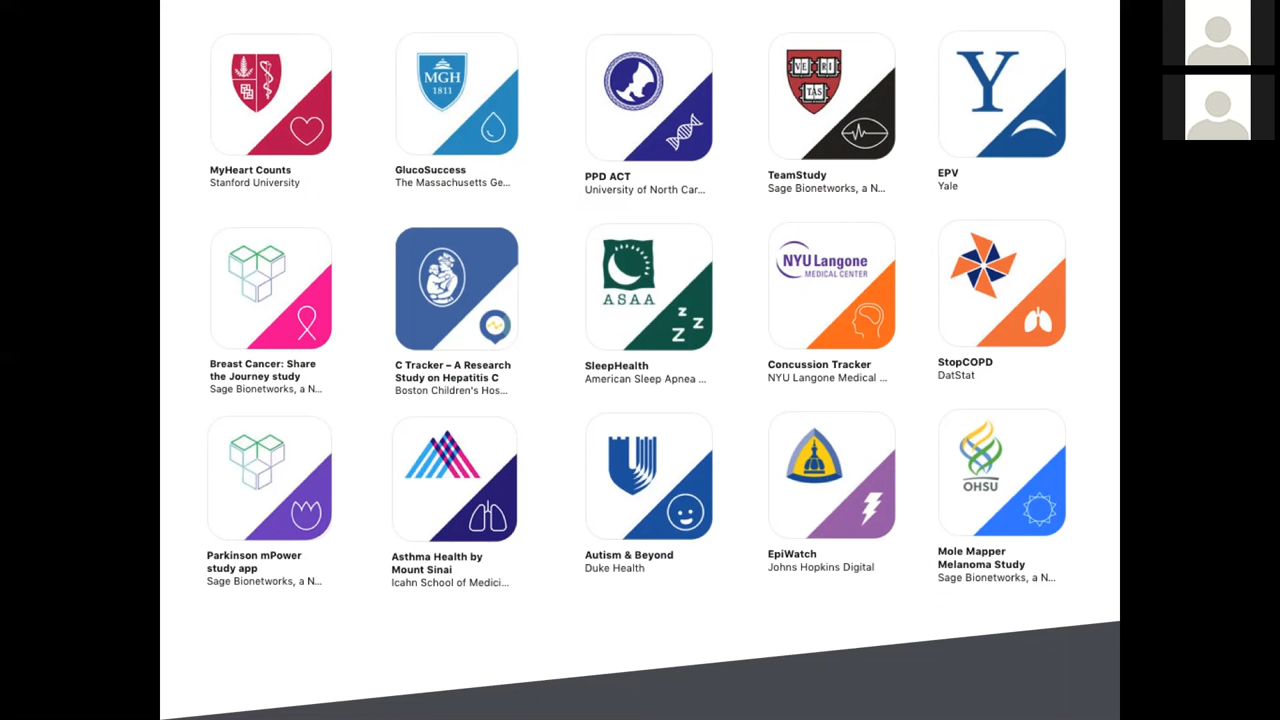 MGH
1811
VE RI
TAS
Y
MyHeart Counts
Stanford University
GlucoSuccess
The Massachusetts Ge...
PPD ACT
University of North Car...
TeamStudy
Sage Bionetworks, a N...
EPV
Yale
ASAA
Z Z Z
NYU Langone
MEDICAL CENTER
Breast Cancer: Share
the Journey study
Sage Bionetworks, a N...
C Tracker – A Research
Study on Hepatitis C
Boston Children's Hos...
SleepHealth
American Sleep Apnea ...
Concussion Tracker
NYU Langone Medical ...
StopCOPD
DatStat
OHSU
Parkinson mPower
study app
Sage Bionetworks, a N...
Asthma Health by
Mount Sinai
Icahn School of Medici...
Autism & Beyond
Duke Health
EpiWatch
Johns Hopkins Digital
Mole Mapper
Melanoma Study
Sage Bionetworks, a N...